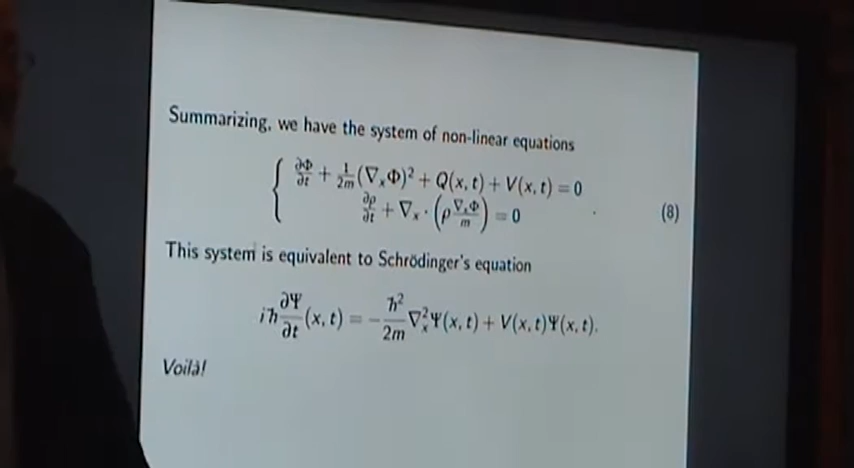 Summarizing, we have the system of non-linear equations
{ ∂Φ/∂t + 1/2m (∇ₓΦ)² + Q(x, t) + V(x, t) = 0
∂ρ/∂t + ∇ₓ · (ρ ∇ₓΦ/m) = 0 . (8)
This system is equivalent to Schrödinger's equation
iℏ ∂Ψ/∂t (x, t) = − ℏ²/2m ∇ₓ²Ψ(x, t) + V(x, t)Ψ(x, t).
Voilà!